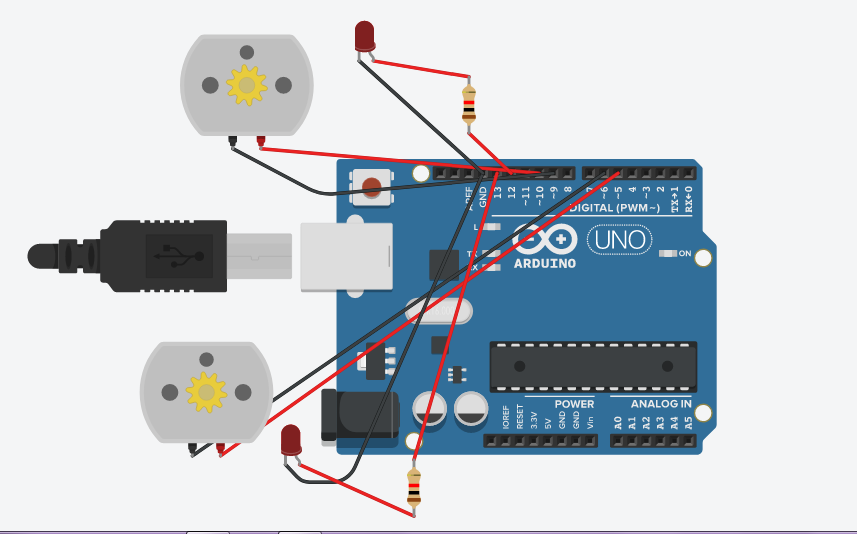 AREF
GND
13
12
~11
~10
~9
8
7
~6
~5
4
~3
2
TX→1
RX←0
DIGITAL (PWM~)
L
TX
RX
ARDUINO
UNO
ON
POWER
ANALOG IN
IOREF
RESET
3.3V
5V
GND
GND
Vin
A0
A1
A2
A3
A4
A5